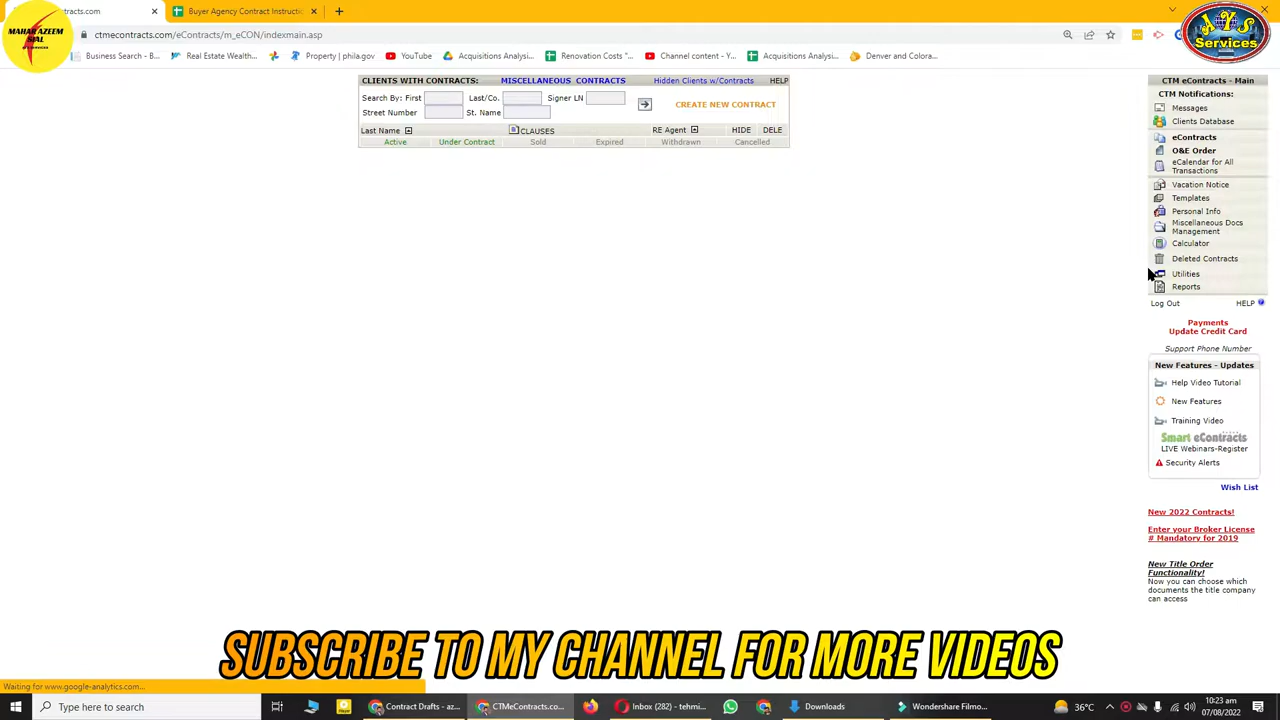 MAHAR AZEEM
SIAL
ts.com
Buyer Agency Contract Instructi
AYS
Services
ctmecontracts.com/eContracts/m_eCON/indexmain.asp
Business Search - B...
Real Estate Wealth...
Property | phila.gov
YouTube
Acquisitions Analysi...
Renovation Costs "...
Channel content - Y...
Acquisitions Analysi...
Denver and Colora...
CLIENTS WITH CONTRACTS: MISCELLANEOUS CONTRACTS Hidden Clients w/Contracts HELP
Search By: First Last/Co. Signer LN
CREATE NEW CONTRACT
Street Number St. Name
Last Name CLAUSES RE Agent HIDE DELE
Active Under Contract Sold Expired Withdrawn Cancelled
CTM eContracts - Main
CTM Notifications:
Messages
Clients Database
eContracts
O&E Order
eCalendar for All
Transactions
Vacation Notice
Templates
Personal Info
Miscellaneous Docs
Management
Calculator
Deleted Contracts
Utilities
Reports
Log Out HELP
Payments
Update Credit Card
Support Phone Number
New Features - Updates
Help Video Tutorial
New Features
Training Video
Smart eContracts
LIVE Webinars-Register
Security Alerts
Wish List
New 2022 Contracts!
Enter your Broker License
# Mandatory for 2019
New Title Order
Functionality!
Now you can choose which
documents the title company
can access
SUBSCRIBE TO MY CHANNEL FOR MORE VIDEOS
Waiting for www.google-analytics.com...
Type here to search
Contract Drafts - az...
CTMeContracts.co...
Inbox (282) - tehmi...
Downloads
Wondershare Filmo...
36°C
10:23 am
07/08/2022